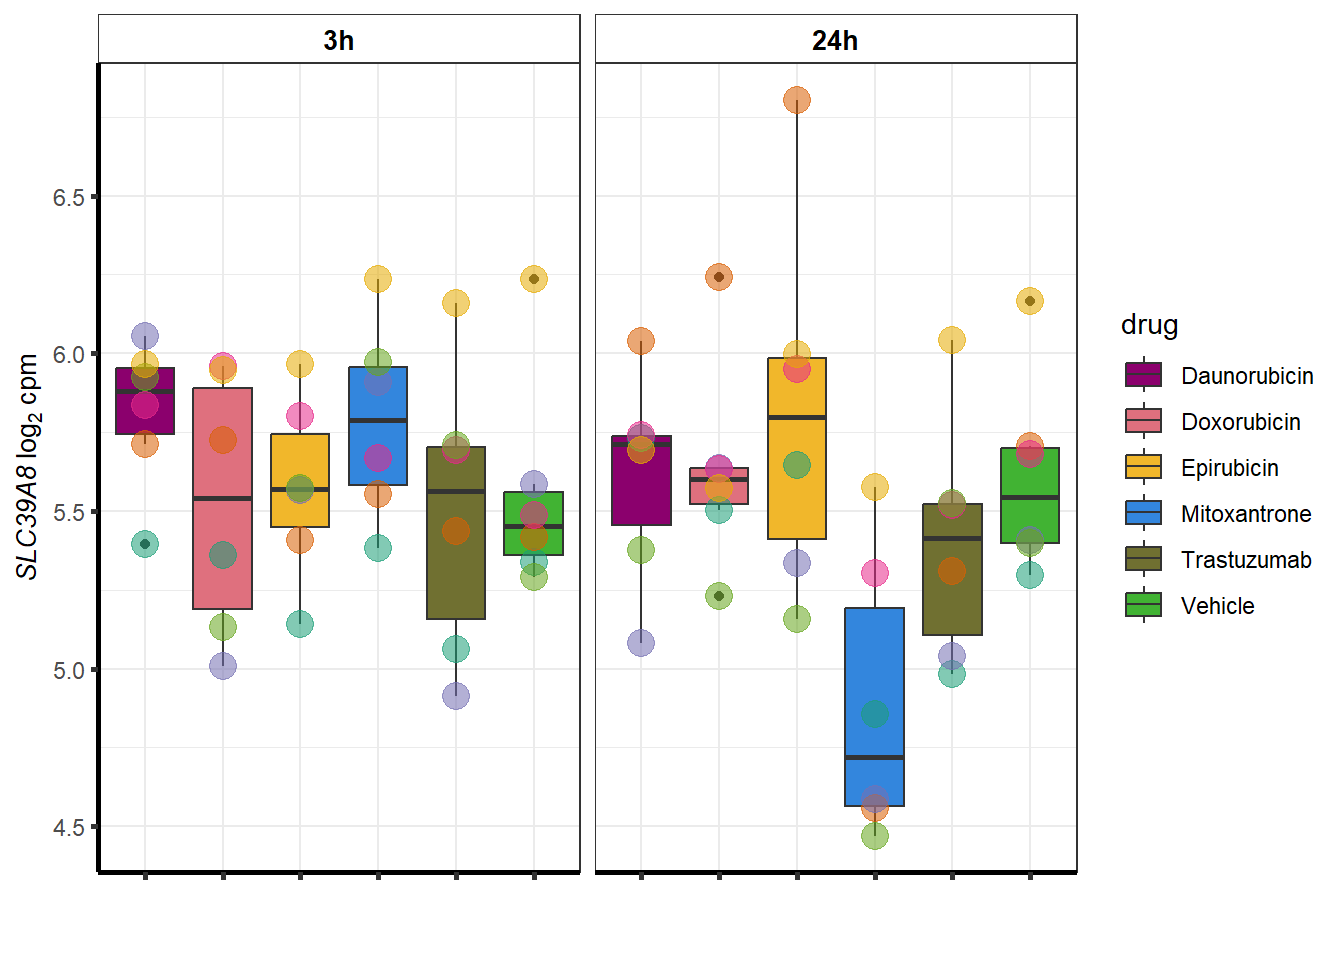 3h
24h
6.5
6.0
5.5
5.0
4.5
SLC39A8 log2 cpm
drug
Daunorubicin
Doxorubicin
Epirubicin
Mitoxantrone
Trastuzumab
Vehicle